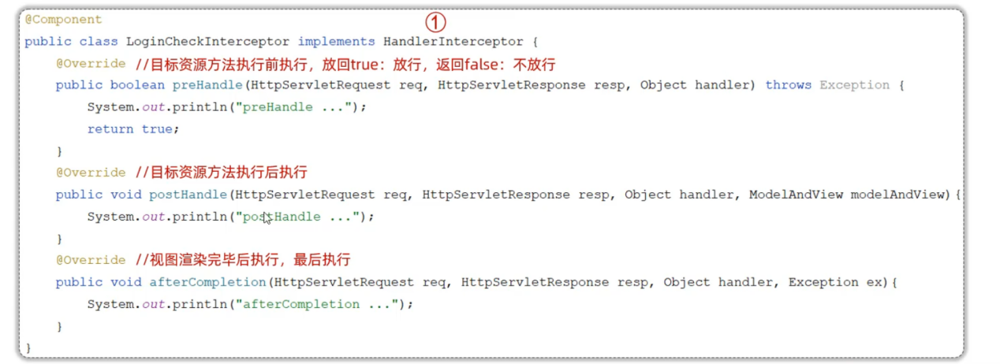 @Component
①
public class LoginCheckInterceptor implements HandlerInterceptor {
@Override //目标资源方法执行前执行，放回true：放行，返回false：不放行
public boolean preHandle(HttpServletRequest req, HttpServletResponse resp, Object handler) throws Exception {
System.out.println("preHandle ...");
return true;
}
@Override //目标资源方法执行后执行
public void postHandle(HttpServletRequest req, HttpServletResponse resp, Object handler, ModelAndView modelAndView){
System.out.println("postHandle ...");
}
@Override //视图渲染完毕后执行，最后执行
public void afterCompletion(HttpServletRequest req, HttpServletResponse resp, Object handler, Exception ex){
System.out.println("afterCompletion ...");
}
}